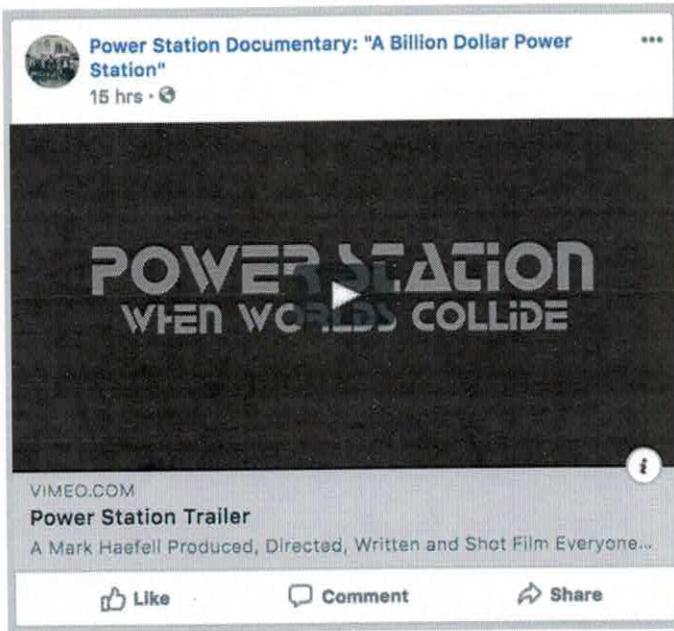 Power Station Documentary: "A Billion Dollar Power
Station"
15 hrs ·
POWER STATION
WHEN WORLDS COLLIDE
VIMEO.COM
Power Station Trailer
A Mark Haefell Produced, Directed, Written and Shot Film Everyone...
Like Comment Share